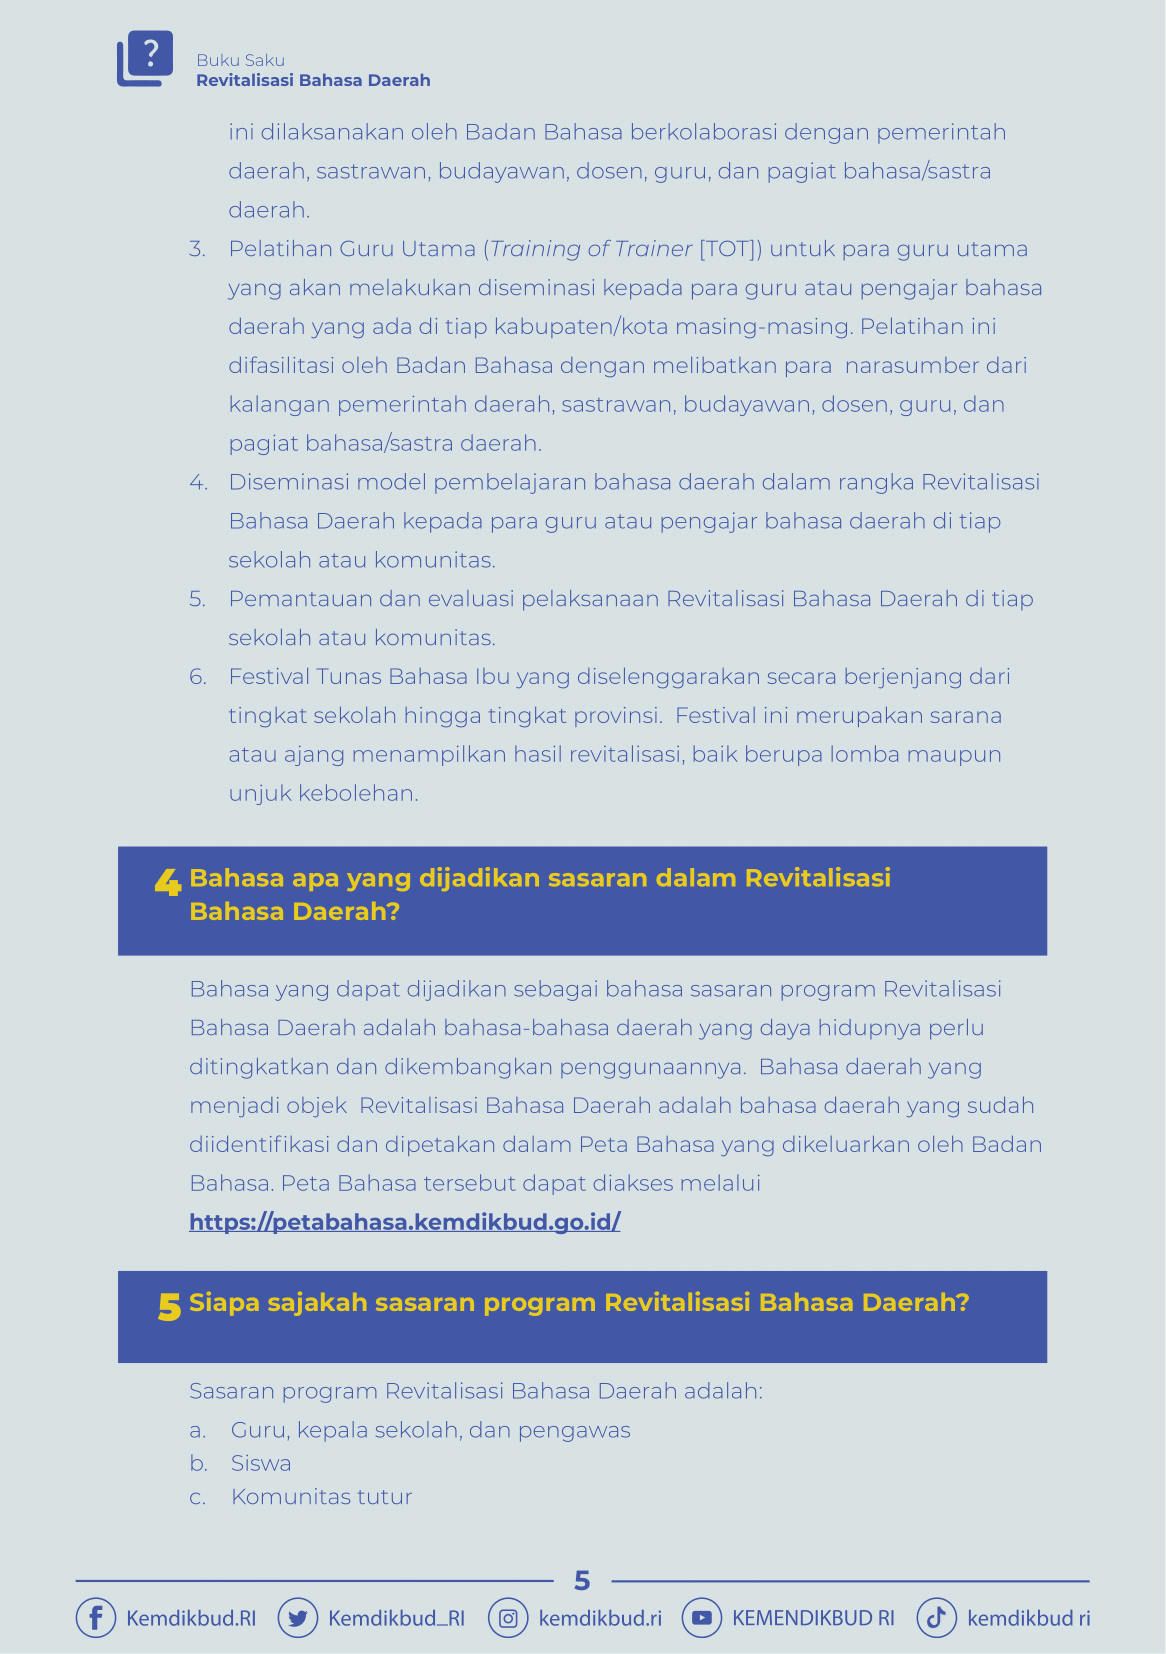 ?
Buku Saku
Revitalisasi Bahasa Daerah
ini dilaksanakan oleh Badan Bahasa berkolaborasi dengan pemerintah
daerah, sastrawan, budayawan, dosen, guru, dan pagiat bahasa/sastra
daerah.
3. Pelatihan Guru Utama (Training of Trainer [TOT]) untuk para guru utama
yang akan melakukan diseminasi kepada para guru atau pengajar bahasa
daerah yang ada di tiap kabupaten/kota masing-masing. Pelatihan ini
difasilitasi oleh Badan Bahasa dengan melibatkan para narasumber dari
kalangan pemerintah daerah, sastrawan, budayawan, dosen, guru, dan
pagiat bahasa/sastra daerah.
4. Diseminasi model pembelajaran bahasa daerah dalam rangka Revitalisasi
Bahasa Daerah kepada para guru atau pengajar bahasa daerah di tiap
sekolah atau komunitas.
5. Pemantauan dan evaluasi pelaksanaan Revitalisasi Bahasa Daerah di tiap
sekolah atau komunitas.
6. Festival Tunas Bahasa Ibu yang diselenggarakan secara berjenjang dari
tingkat sekolah hingga tingkat provinsi. Festival ini merupakan sarana
atau ajang menampilkan hasil revitalisasi, baik berupa lomba maupun
unjuk kebolehan.
4 Bahasa apa yang dijadikan sasaran dalam Revitalisasi
Bahasa Daerah?
Bahasa yang dapat dijadikan sebagai bahasa sasaran program Revitalisasi
Bahasa Daerah adalah bahasa-bahasa daerah yang daya hidupnya perlu
ditingkatkan dan dikembangkan penggunaannya. Bahasa daerah yang
menjadi objek Revitalisasi Bahasa Daerah adalah bahasa daerah yang sudah
diidentifikasi dan dipetakan dalam Peta Bahasa yang dikeluarkan oleh Badan
Bahasa. Peta Bahasa tersebut dapat diakses melalui
https://petabahasa.kemdikbud.go.id/
5 Siapa sajakah sasaran program Revitalisasi Bahasa Daerah?
Sasaran program Revitalisasi Bahasa Daerah adalah:
a. Guru, kepala sekolah, dan pengawas
b. Siswa
c. Komunitas tutur
5
Kemdikbud.RI Kemdikbud_RI kemdikbud.ri KEMENDIKBUD RI kemdikbud ri